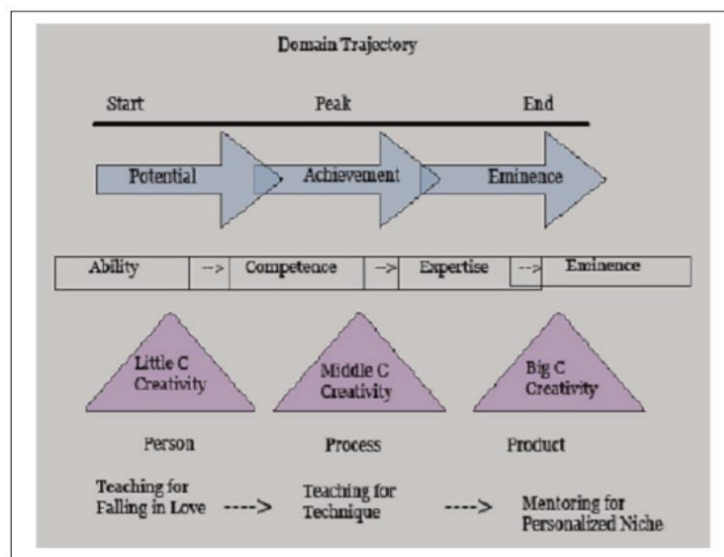 Domain Trajectory
Start Peak End
Potential Achievement Eminence
Ability --> Competence --> Expertise --> Eminence
Little C
Creativity
Middle C
Creativity
Big C
Creativity
Person Process Product
Teaching for
Falling in Love
---->
Teaching for
Technique
---->
Mentoring for
Personalized Niche